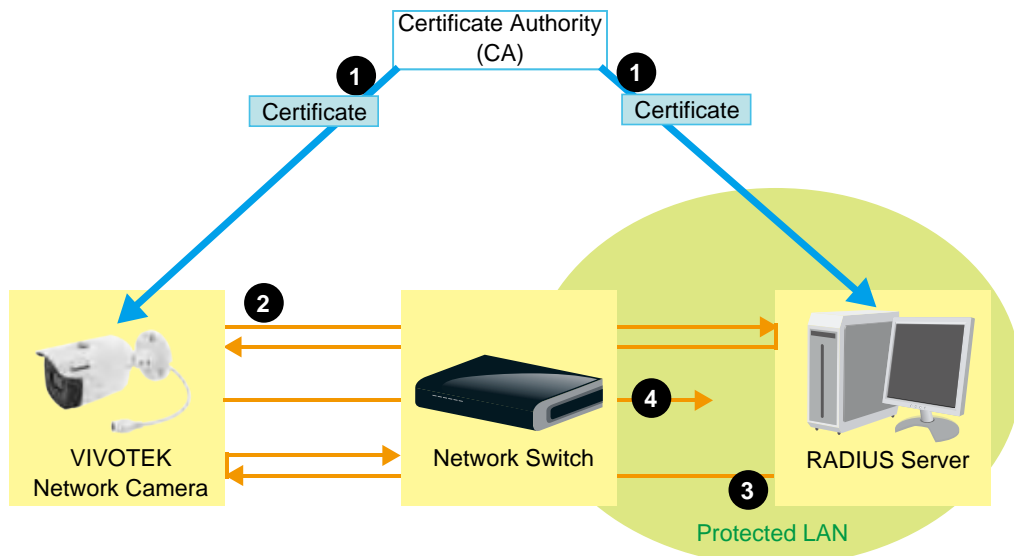 Certificate Authority
(CA)
1
1
Certificate
Certificate
2
4
VIVOTEK
Network Camera
Network Switch
RADIUS Server
3
Protected LAN